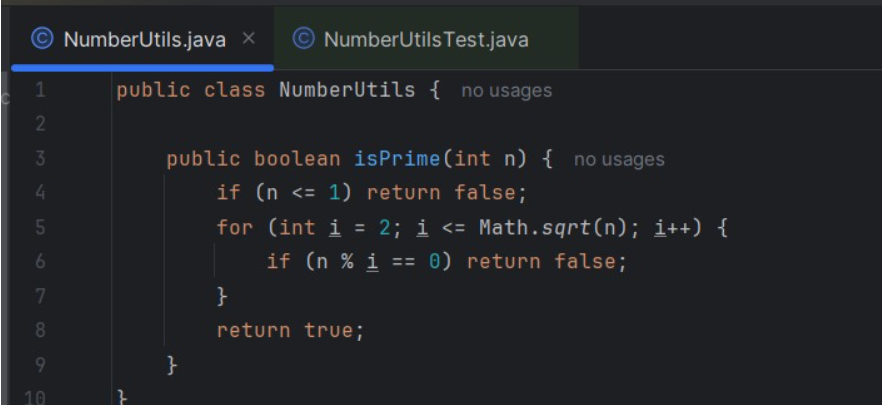 NumberUtils.java
NumberUtilsTest.java
1 public class NumberUtils { no usages
2
3 public boolean isPrime(int n) { no usages
4 if (n <= 1) return false;
5 for (int i = 2; i <= Math.sqrt(n); i++) {
6 if (n % i == 0) return false;
7 }
8 return true;
9 }
10 }